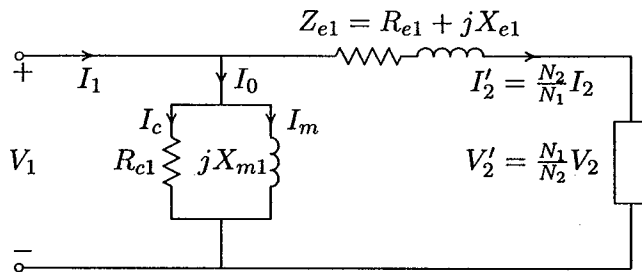 Z_{e1} = R_{e1} + jX_{e1}
+
I_1
I_0
I'_2 = \frac{N_2}{N_1} I_2
I_c
I_m
V_1
R_{c1}
jX_{m1}
V'_2 = \frac{N_1}{N_2} V_2
−